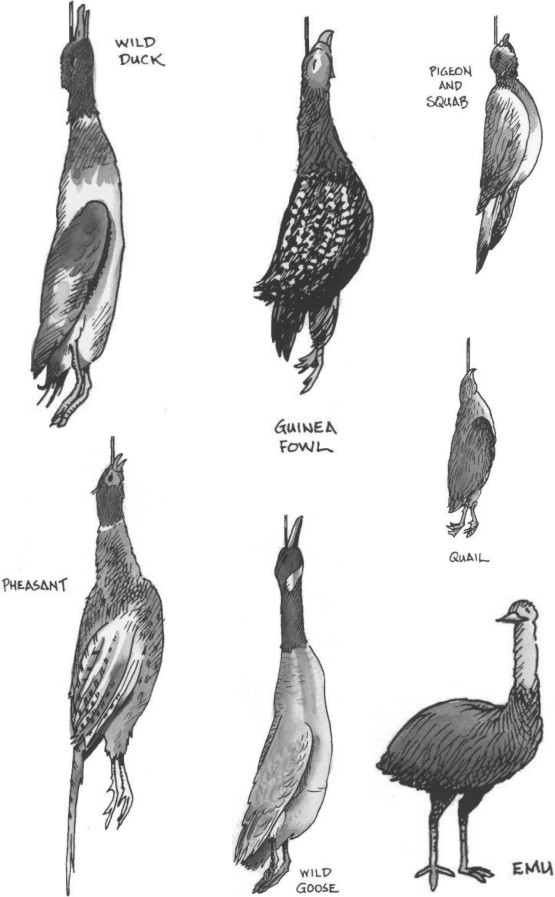 WILD
DUCK
PIGEON
AND
SQUAB
GUINEA
FOWL
QUAIL
PHEASANT
WILD
GOOSE
EMU